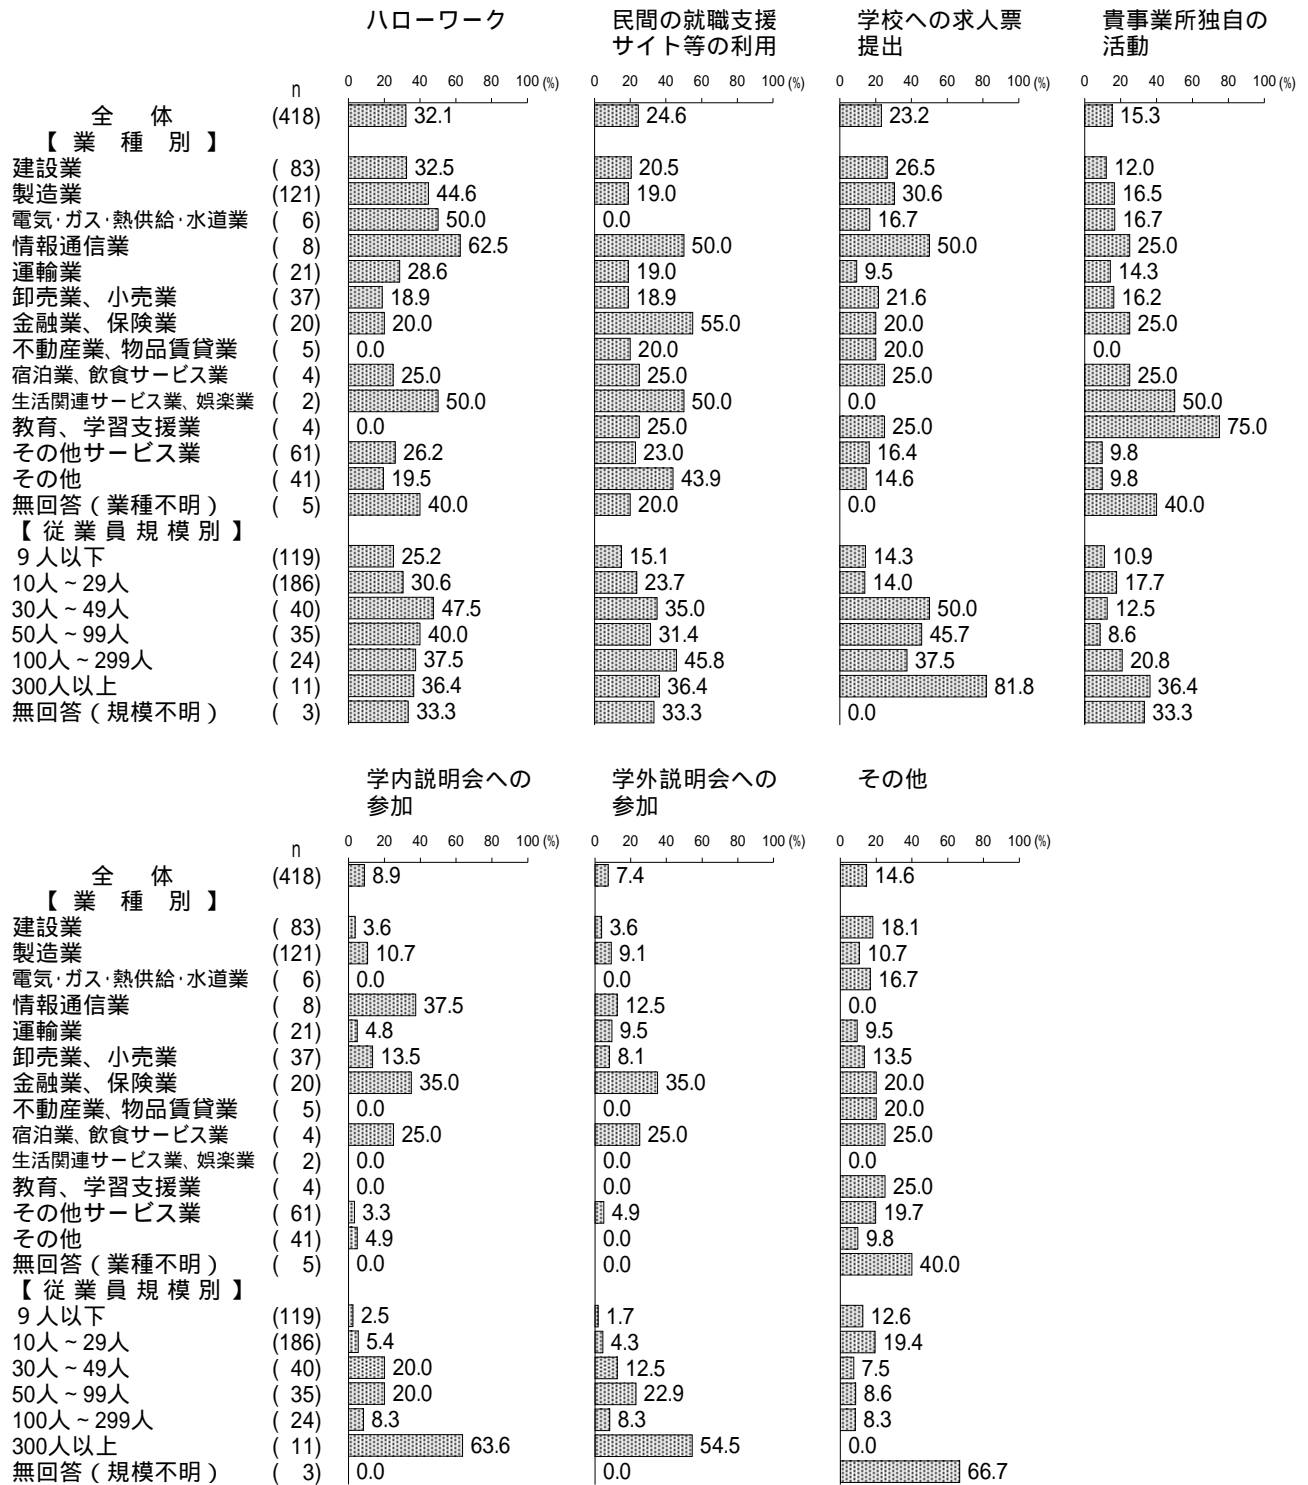 ハローワーク 民間の就職支援 学校への求人票 貴事業所独自の
サイト等の利用 提出 活動
n 0 20 40 60 80 100(%) 0 20 40 60 80 100(%) 0 20 40 60 80 100(%) 0 20 40 60 80 100(%)
全 体 (418) 32.1 24.6 23.2 15.3
【 業 種 別 】
建設業 ( 83) 32.5 20.5 26.5 12.0
製造業 (121) 44.6 19.0 30.6 16.5
電気・ガス・熱供給・水道業 ( 6) 50.0 0.0 16.7 16.7
情報通信業 ( 8) 62.5 50.0 50.0 25.0
運輸業 ( 21) 28.6 19.0 9.5 14.3
卸売業、小売業 ( 37) 18.9 18.9 21.6 16.2
金融業、保険業 ( 20) 20.0 55.0 20.0 25.0
不動産業、物品賃貸業 ( 5) 0.0 20.0 20.0 0.0
宿泊業、飲食サービス業 ( 4) 25.0 25.0 25.0 25.0
生活関連サービス業、娯楽業 ( 2) 50.0 50.0 0.0 50.0
教育、学習支援業 ( 4) 0.0 25.0 25.0 75.0
その他サービス業 ( 61) 26.2 23.0 16.4 9.8
その他 ( 41) 19.5 43.9 14.6 9.8
無回答（業種不明） ( 5) 40.0 20.0 0.0 40.0
【 従 業 員 規 模 別 】
９人以下 (119) 25.2 15.1 14.3 10.9
10人~29人 (186) 30.6 23.7 14.0 17.7
30人~49人 ( 40) 47.5 35.0 50.0 12.5
50人~99人 ( 35) 40.0 31.4 45.7 8.6
100人~299人 ( 24) 37.5 45.8 37.5 20.8
300人以上 ( 11) 36.4 36.4 81.8 36.4
無回答（規模不明） ( 3) 33.3 33.3 0.0 33.3
学内説明会への 学外説明会への その他
参加 参加
n 0 20 40 60 80 100(%) 0 20 40 60 80 100(%) 0 20 40 60 80 100(%)
全 体 (418) 8.9 7.4 14.6
【 業 種 別 】
建設業 ( 83) 3.6 3.6 18.1
製造業 (121) 10.7 9.1 10.7
電気・ガス・熱供給・水道業 ( 6) 0.0 0.0 16.7
情報通信業 ( 8) 37.5 12.5 0.0
運輸業 ( 21) 4.8 9.5 9.5
卸売業、小売業 ( 37) 13.5 8.1 13.5
金融業、保険業 ( 20) 35.0 35.0 20.0
不動産業、物品賃貸業 ( 5) 0.0 0.0 20.0
宿泊業、飲食サービス業 ( 4) 25.0 25.0 25.0
生活関連サービス業、娯楽業 ( 2) 0.0 0.0 0.0
教育、学習支援業 ( 4) 0.0 0.0 25.0
その他サービス業 ( 61) 3.3 4.9 19.7
その他 ( 41) 4.9 0.0 9.8
無回答（業種不明） ( 5) 0.0 0.0 40.0
【 従 業 員 規 模 別 】
９人以下 (119) 2.5 1.7 12.6
10人~29人 (186) 5.4 4.3 19.4
30人~49人 ( 40) 20.0 12.5 7.5
50人~99人 ( 35) 20.0 22.9 8.6
100人~299人 ( 24) 8.3 8.3 8.3
300人以上 ( 11) 63.6 54.5 0.0
無回答（規模不明） ( 3) 0.0 0.0 66.7